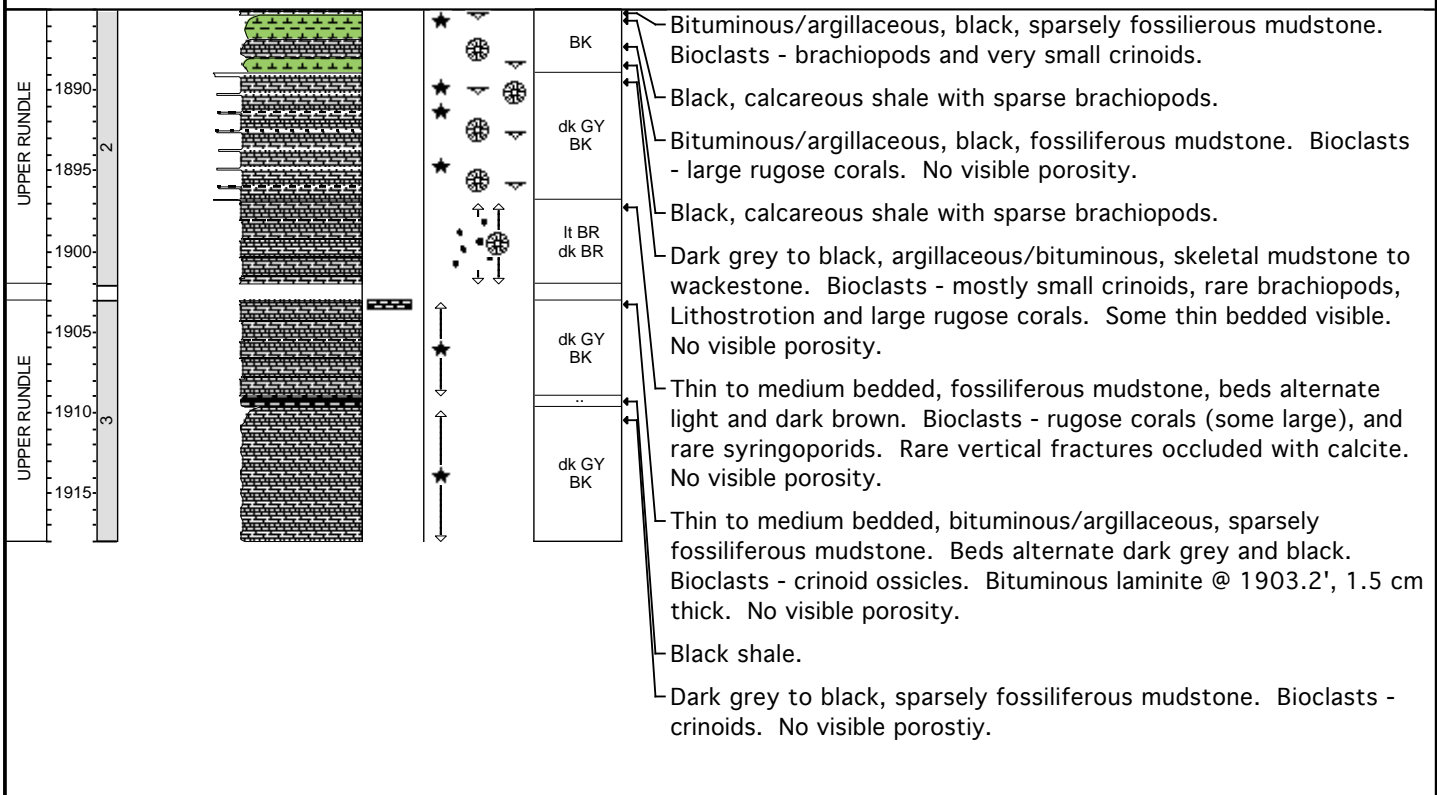 UPPER RUNDLE
UPPER RUNDLE
1890
1895
1900
1905
1910
1915
2
3
BK
dk GY
BK
lt BR
dk BR
dk GY
BK
..
dk GY
BK
Bituminous/argillaceous, black, sparsely fossilierous mudstone.
Bioclasts - brachiopods and very small crinoids.
Black, calcareous shale with sparse brachiopods.
Bituminous/argillaceous, black, fossiliferous mudstone. Bioclasts
- large rugose corals. No visible porosity.
Black, calcareous shale with sparse brachiopods.
Dark grey to black, argillaceous/bituminous, skeletal mudstone to
wackestone. Bioclasts - mostly small crinoids, rare brachiopods,
Lithostrotion and large rugose corals. Some thin bedded visible.
No visible porosity.
Thin to medium bedded, fossiliferous mudstone, beds alternate
light and dark brown. Bioclasts - rugose corals (some large), and
rare syringoporids. Rare vertical fractures occluded with calcite.
No visible porosity.
Thin to medium bedded, bituminous/argillaceous, sparsely
fossiliferous mudstone. Beds alternate dark grey and black.
Bioclasts - crinoid ossicles. Bituminous laminite @ 1903.2', 1.5 cm
thick. No visible porosity.
Black shale.
Dark grey to black, sparsely fossiliferous mudstone. Bioclasts -
crinoids. No visible porostiy.